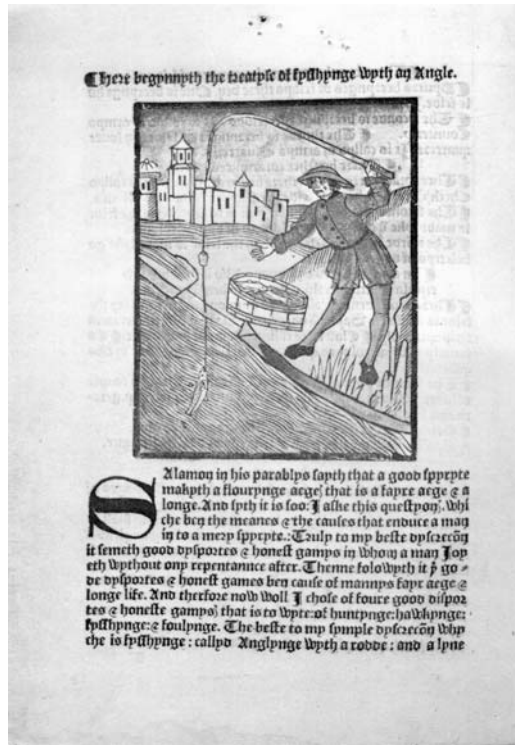 ¶Here begynnyth the treatyse of fysshynge wyth an Angle.
Salamon in his parablys sayth that a good spyryte
makyth a flourynge aege, that is a fayre aege ⁊ a
longe. And syth it is soo: I aske this questyon, Whi
che ben the meanes ⁊ the causes that enduce a man
in to a mery spyryte.: Truly to my beste dyscrecōn
it semeth good dysportes ⁊ honest gamys in whom a man Ioy
eth wythout ony repentannce after. Thenne folowyth it yͭ go⸗
de dysportes ⁊ honest games ben cause of mannys fayr aege ⁊
longe life. And therfore now woll I chose of foure good dispor
tes ⁊ honeste gamys, that is to wyte: of huntynge: hawkynge:
fysshynge: ⁊ foulynge. The beste to my symple dyscrecōn why
che is fysshynge: callyd Anglynge wyth a rodde: and a lyne